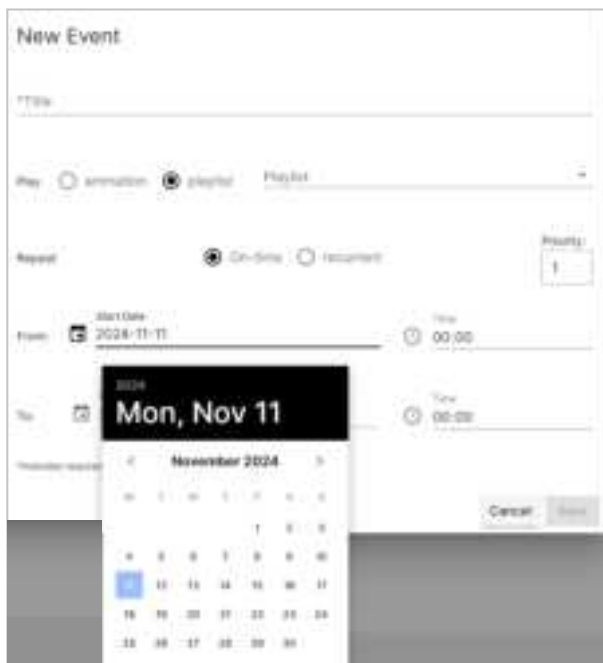 New Event
*Title
Play animation playlist Playlist
Priority:
Repeat On-time recurrent 1
Start Date Time
From: 2024-11-11 00:00
2024
Mon, Nov 11
Time
To: 00:00
November 2024
M T W T F S S
1 2 3
4 5 6 7 8 9 10
11 12 13 14 15 16 17
18 19 20 21 22 23 24
25 26 27 28 29 30
Cancel Save